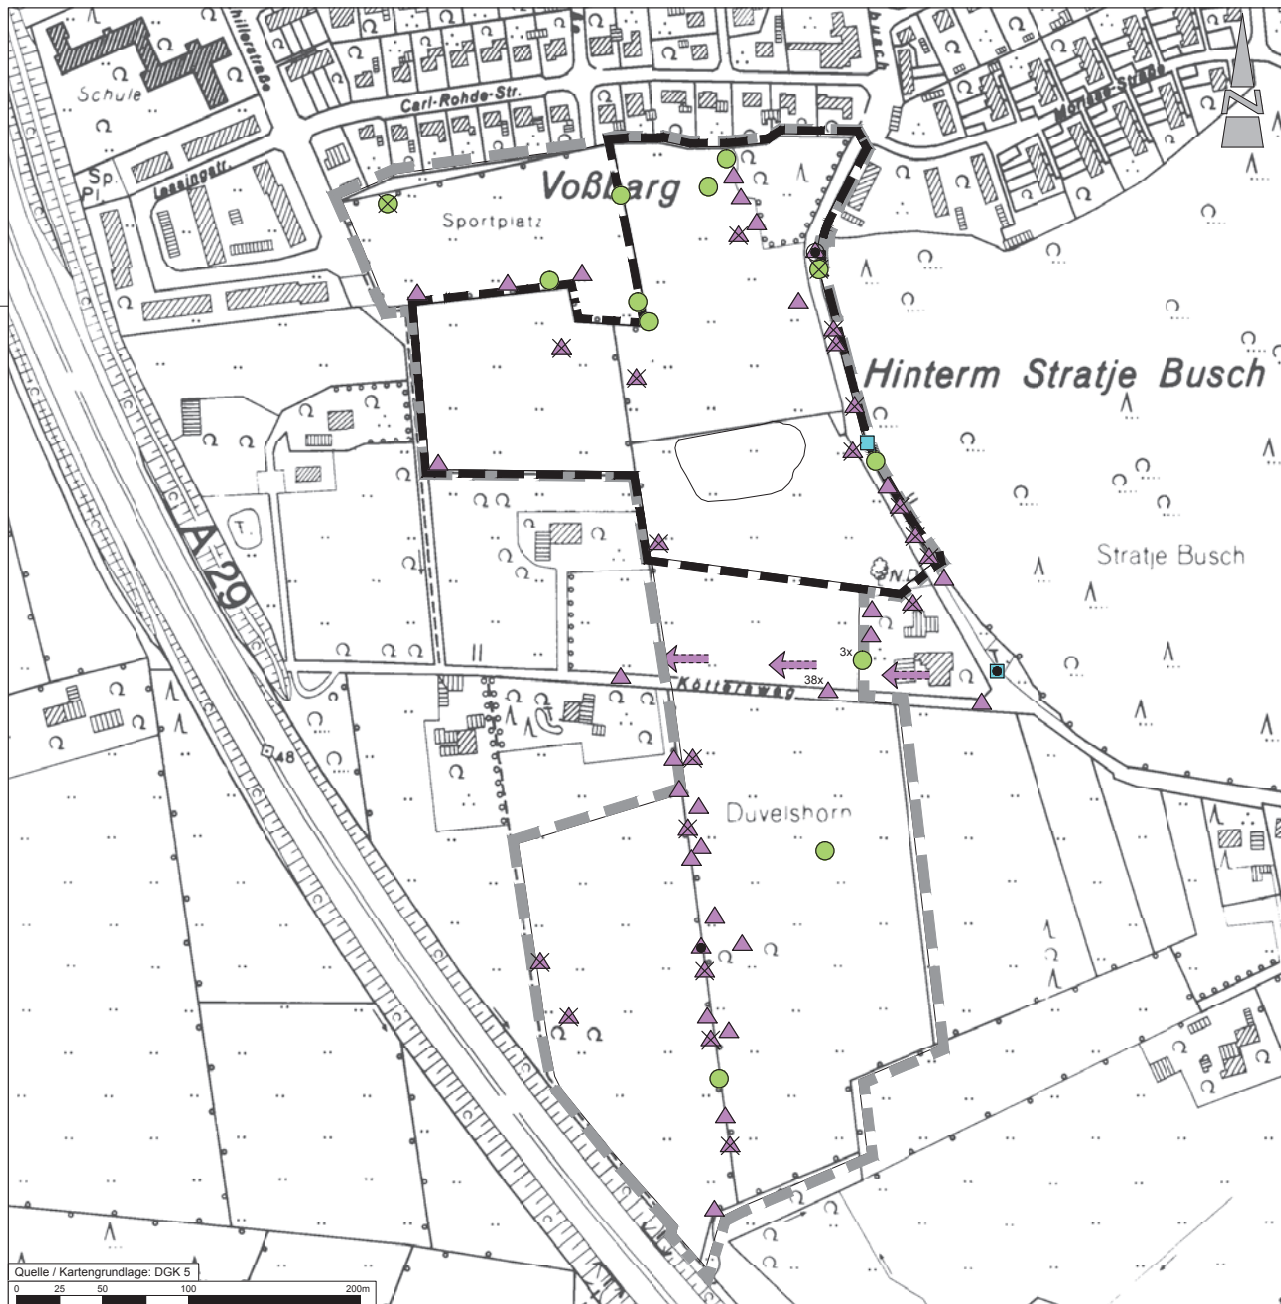 Schule
Carl-Rohde-Str.
Sp.
Pl.
Lessingstr.
Voßbarg
Sportplatz
Hinterm Stratje Busch
A 29
T.
Stratje Busch
N.D.
3x
38x
Köttersweg
48
Duvelshorn
Quelle / Kartengrundlage: DGK 5
0 25 50 100 200m